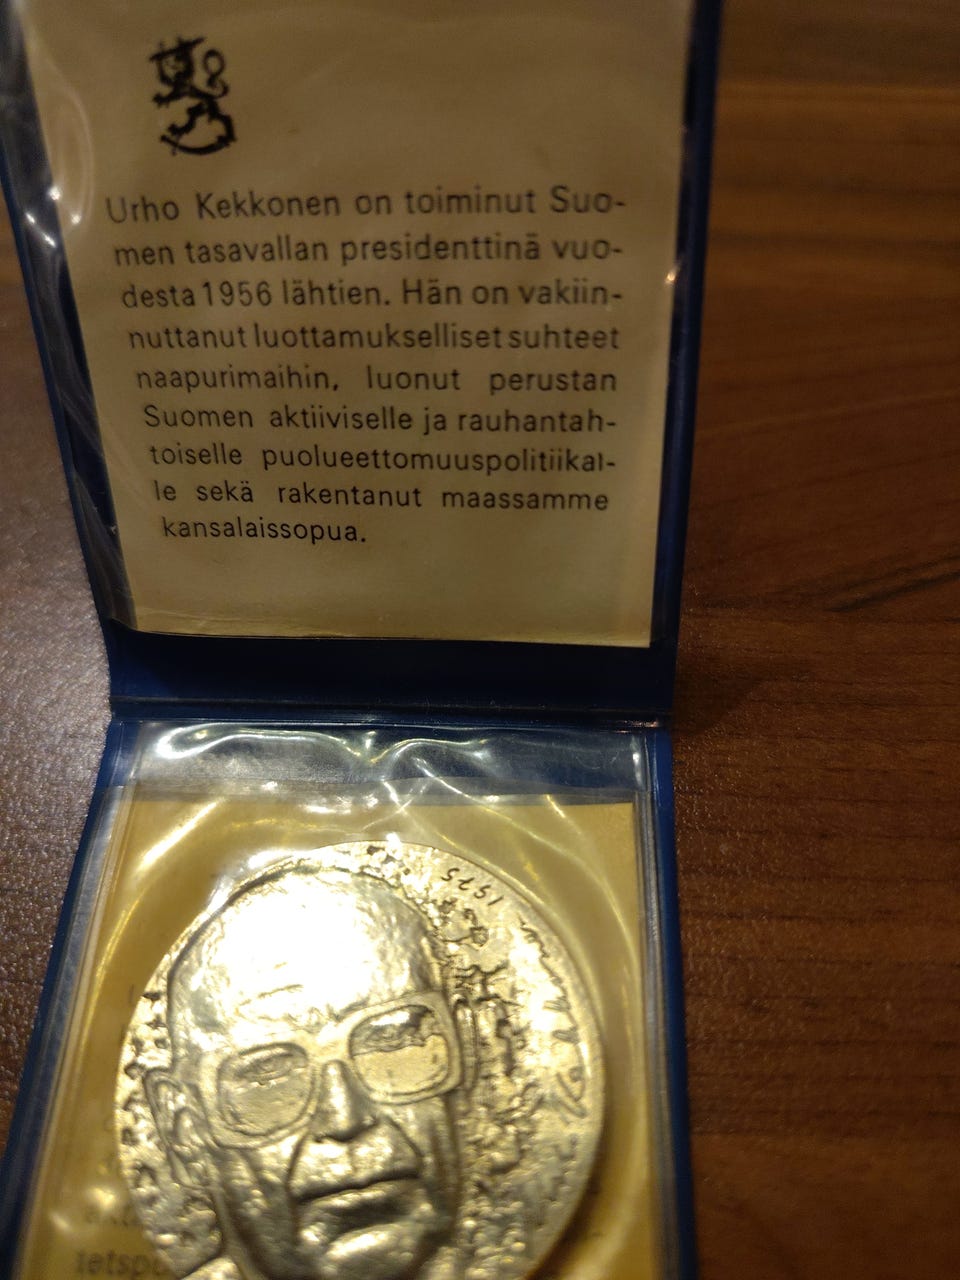 Urho Kekkonen on toiminut Suo-
men tasavallan presidenttinä vuo-
desta 1956 lähtien. Hän on vakiin-
nuttanut luottamukselliset suhteet
naapurimaihin, luonut perustan
Suomen aktiiviselle ja rauhantah-
toiselle puolueettomuuspolitiikal-
le sekä rakentanut maassamme
kansalaissopua.
1975
tetspo